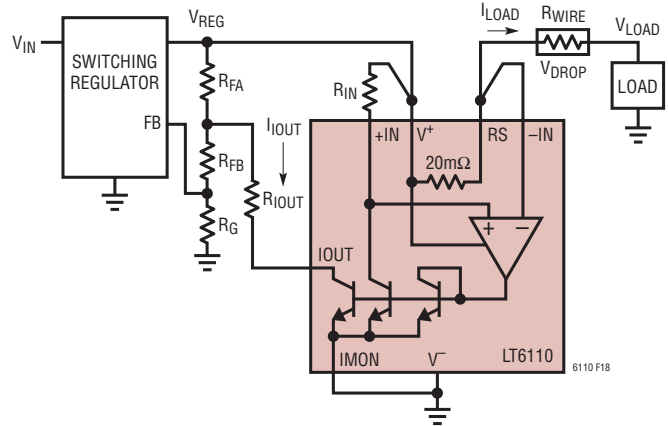 VIN
SWITCHING
REGULATOR
FB
VREG
RFA
RFB
RG
IIOUT
RIOUT
RIN
ILOAD
RWIRE
VDROP
VLOAD
LOAD
+IN
V+
RS
–IN
20mΩ
+
–
IOUT
IMON
V–
LT6110
6110 F18